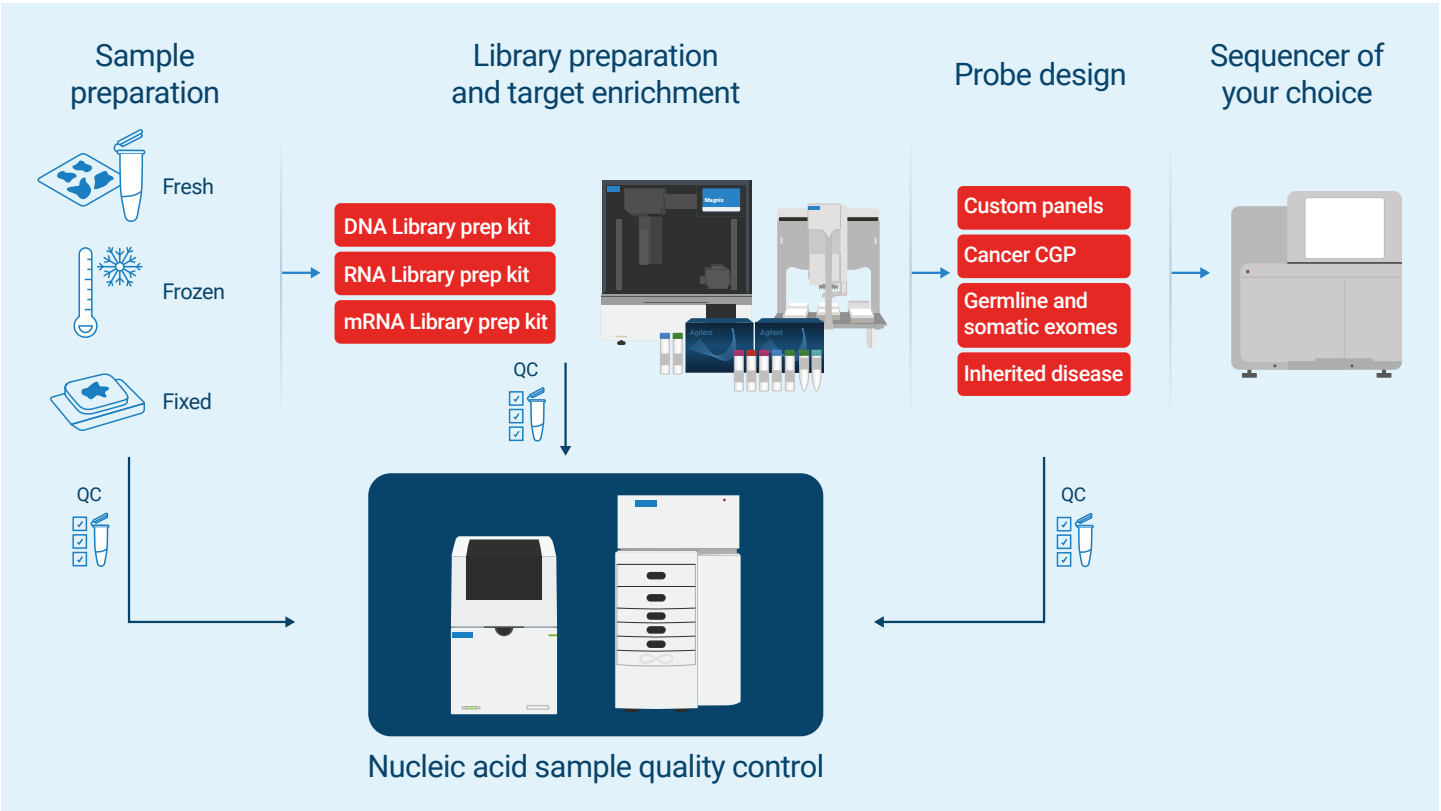 Sample
preparation
Library preparation
and target enrichment
Probe design
Sequencer of
your choice
Fresh
Frozen
Fixed
DNA Library prep kit
RNA Library prep kit
mRNA Library prep kit
Magnis
Agilent
Agilent
Custom panels
Cancer CGP
Germline and
somatic exomes
Inherited disease
QC
QC
QC
Nucleic acid sample quality control